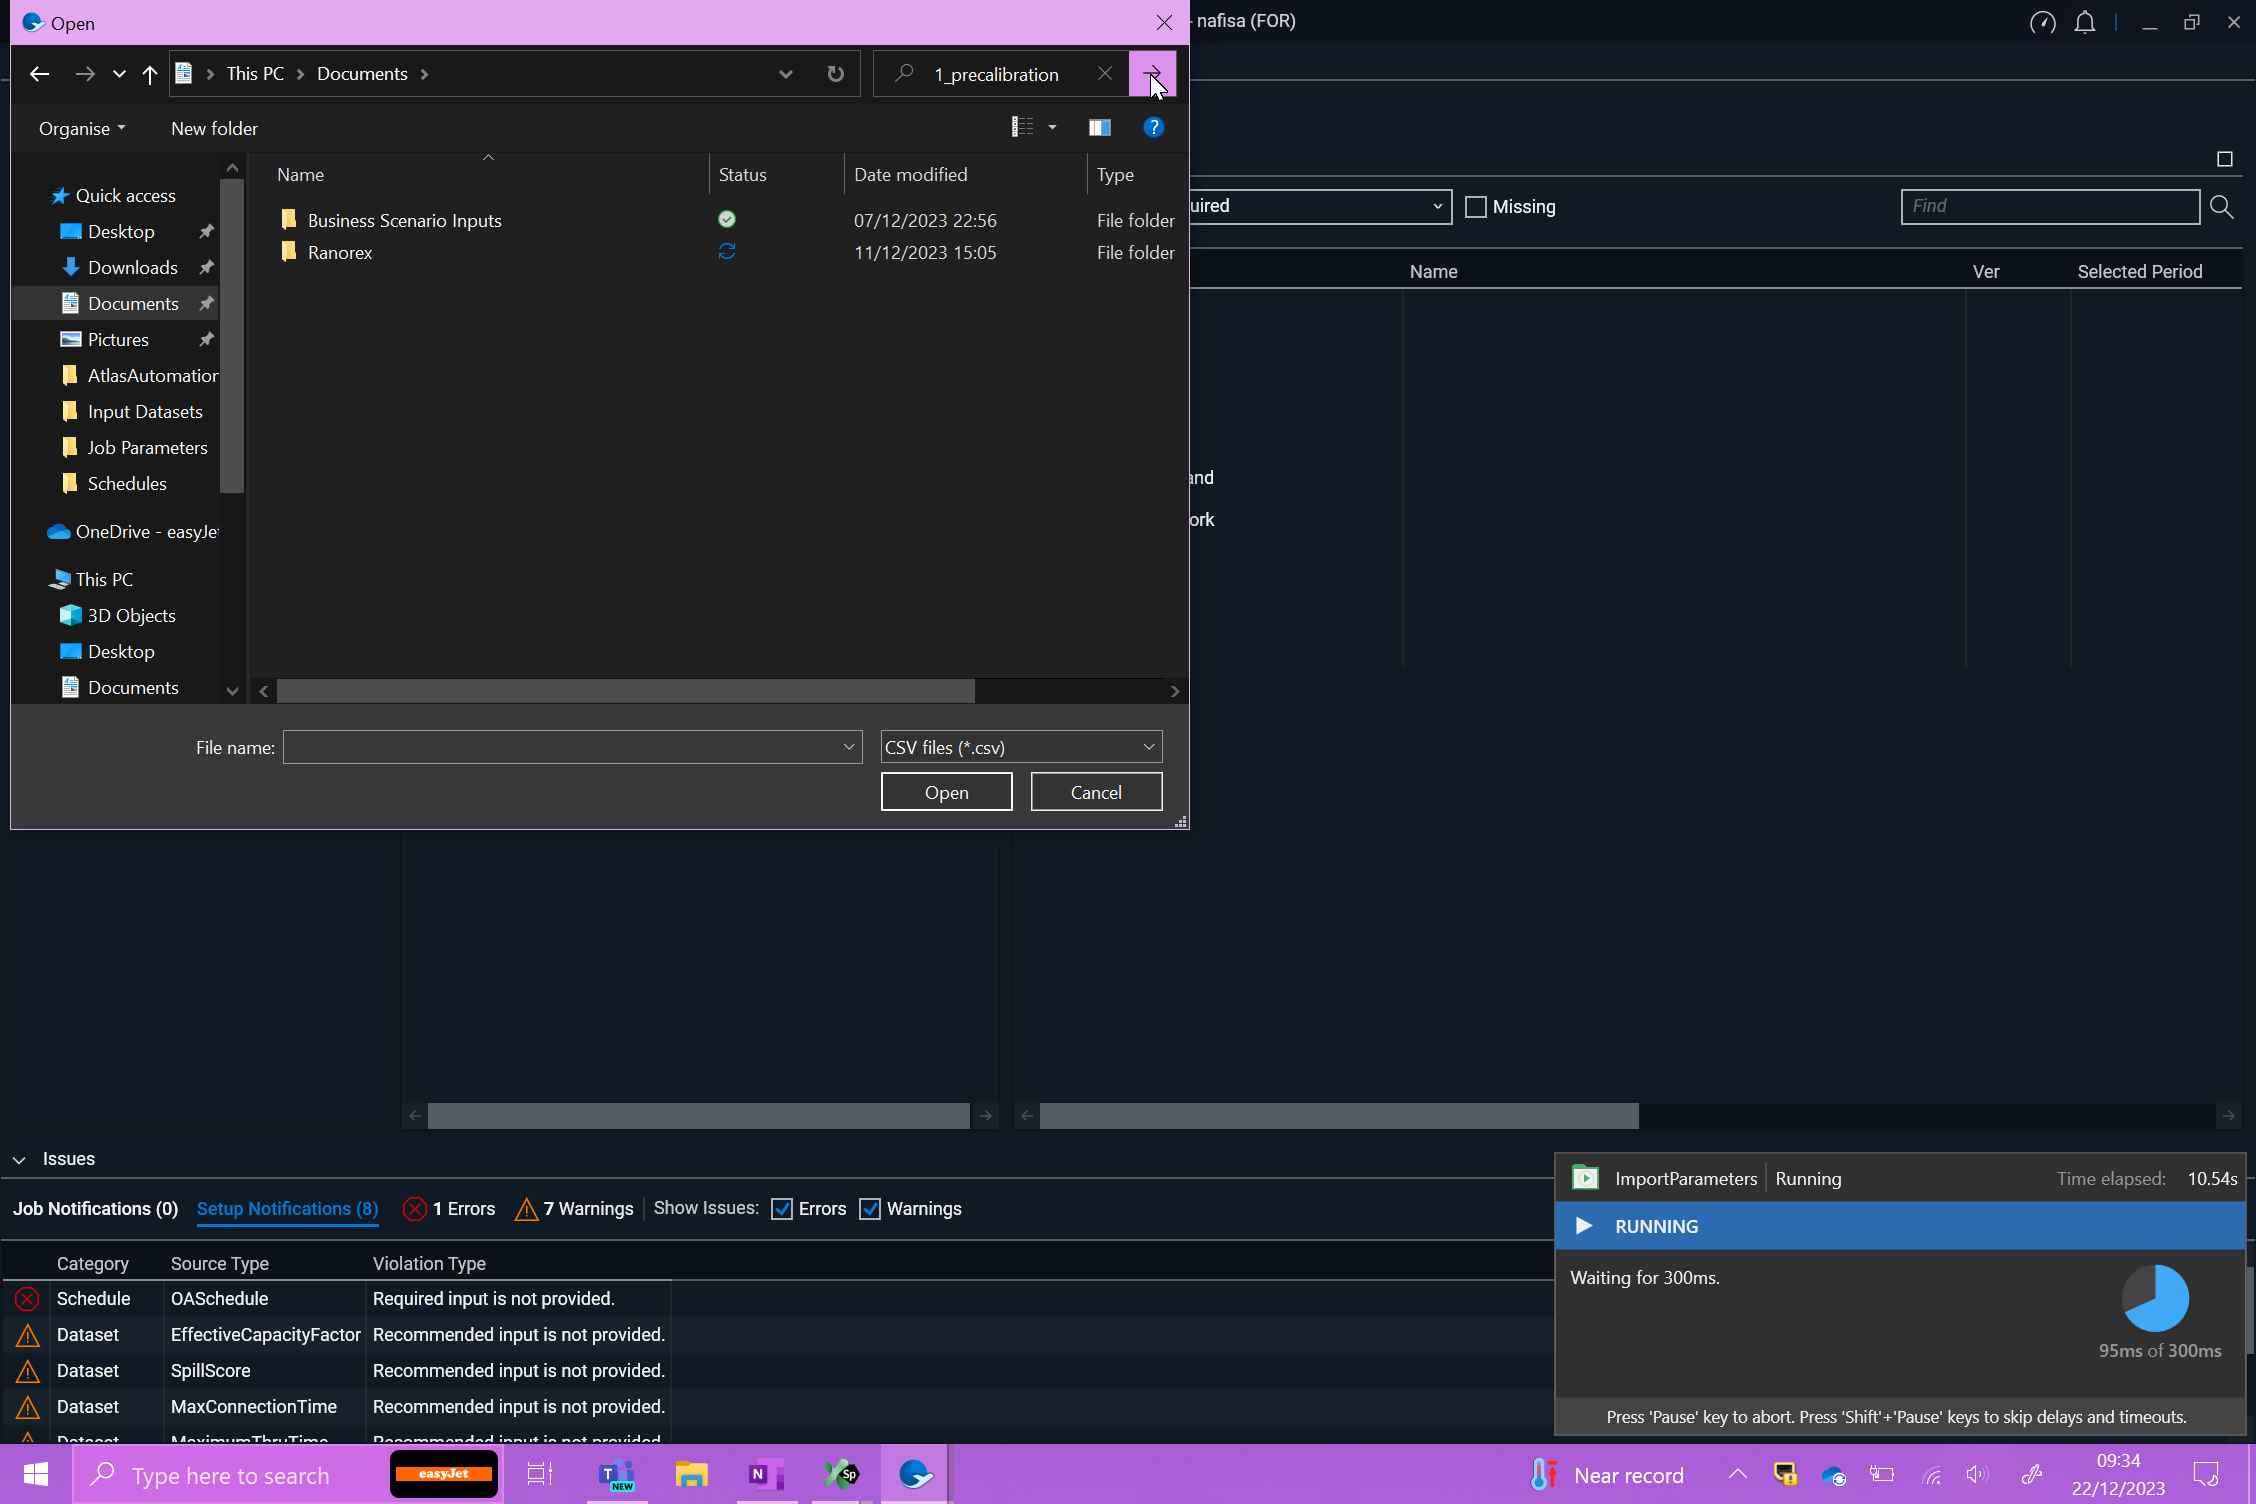 Open
- nafisa (FOR)
This PC
Documents
1_precalibration
Organise
New folder
Name
Status
Date modified
Type
Business Scenario Inputs
07/12/2023 22:56
File folder
Ranorex
11/12/2023 15:05
File folder
Quick access
Desktop
Downloads
Documents
Pictures
AtlasAutomation
Input Datasets
Job Parameters
Schedules
OneDrive - easyJet
This PC
3D Objects
Desktop
Documents
File name:
CSV files (*.csv)
Open
Cancel
uired
Missing
Find
Name
Ver
Selected Period
and
ork
Issues
Job Notifications (0)
Setup Notifications (8)
1 Errors
7 Warnings
Show Issues:
Errors
Warnings
Category
Source Type
Violation Type
Schedule
OASchedule
Required input is not provided.
Dataset
EffectiveCapacityFactor
Recommended input is not provided.
Dataset
SpillScore
Recommended input is not provided.
Dataset
MaxConnectionTime
Recommended input is not provided.
Dataset
MaximumThruTime
Recommended input is not provided.
ImportParameters
Running
Time elapsed: 10.54s
RUNNING
Waiting for 300ms.
95ms of 300ms
Press 'Pause' key to abort. Press 'Shift'+'Pause' keys to skip delays and timeouts.
Type here to search
easyJet
T
NEW
N
Sp
Near record
09:34
22/12/2023